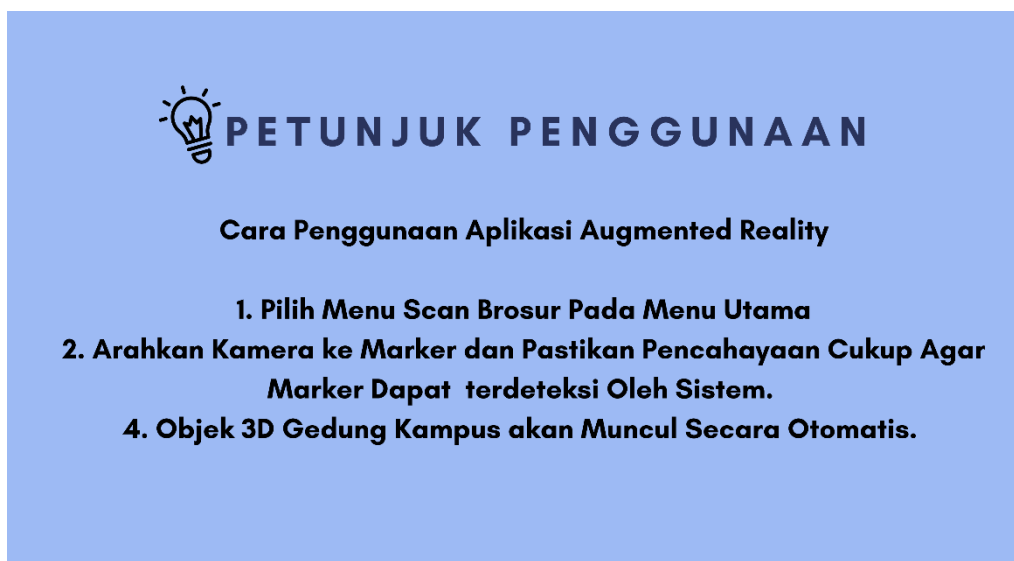 PETUNJUK PENGGUNAAN
Cara Penggunaan Aplikasi Augmented Reality
1. Pilih Menu Scan Brosur Pada Menu Utama
2. Arahkan Kamera ke Marker dan Pastikan Pencahayaan Cukup Agar
Marker Dapat terdeteksi Oleh Sistem.
4. Objek 3D Gedung Kampus akan Muncul Secara Otomatis.